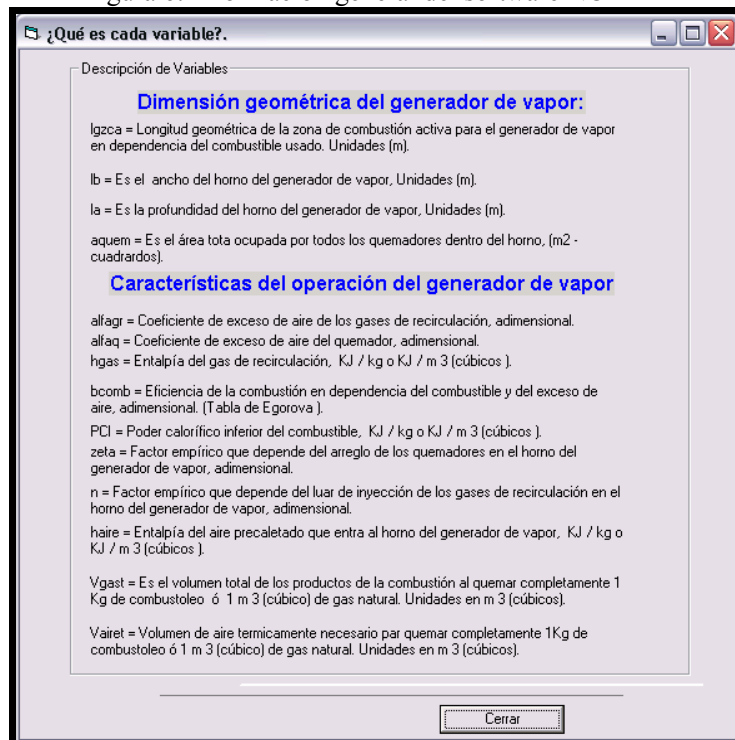 ¿Qué es cada variable?.
Descripción de Variables
Dimensión geométrica del generador de vapor:
lgzca = Longitud geométrica de la zona de combustión activa para el generador de vapor
en dependencia del combustible usado. Unidades (m).
lb = Es el ancho del horno del generador de vapor, Unidades (m).
la = Es la profundidad del horno del generador de vapor, Unidades (m).
aquem = Es el área tota ocupada por todos los quemadores dentro del horno, (m2 -
cuadrardos).
Características del operación del generador de vapor
alfagr = Coeficiente de exceso de aire de los gases de recirculación, adimensional.
alfaq = Coeficiente de exceso de aire del quemador, adimensional.
hgas = Entalpía del gas de recirculación, KJ / kg o KJ / m 3 (cúbicos ).
bcomb = Eficiencia de la combustión en dependencia del combustible y del exceso de
aire, adimensional. (Tabla de Egorova ).
PCI = Poder calorífico inferior del combustible, KJ / kg o KJ / m 3 (cúbicos ).
zeta = Factor empírico que depende del arreglo de los quemadores en el horno del
generador de vapor, adimensional.
n = Factor empírico que depende del luar de inyección de los gases de recirculación en el
horno del generador de vapor, adimensional.
haire = Entalpía del aire precaletado que entra al horno del generador de vapor, KJ / kg o
KJ / m 3 (cúbicos ).
Vgast = Es el volumen total de los productos de la combustión al quemar completamente 1
Kg de combustoleo ó 1 m 3 (cúbico) de gas natural. Unidades en m 3 (cúbicos).
Vairet = Volumen de aire termicamente necesario par quemar completamente 1Kg de
combustoleo ó 1 m 3 (cúbico) de gas natural. Unidades en m 3 (cúbicos).
Cerrar